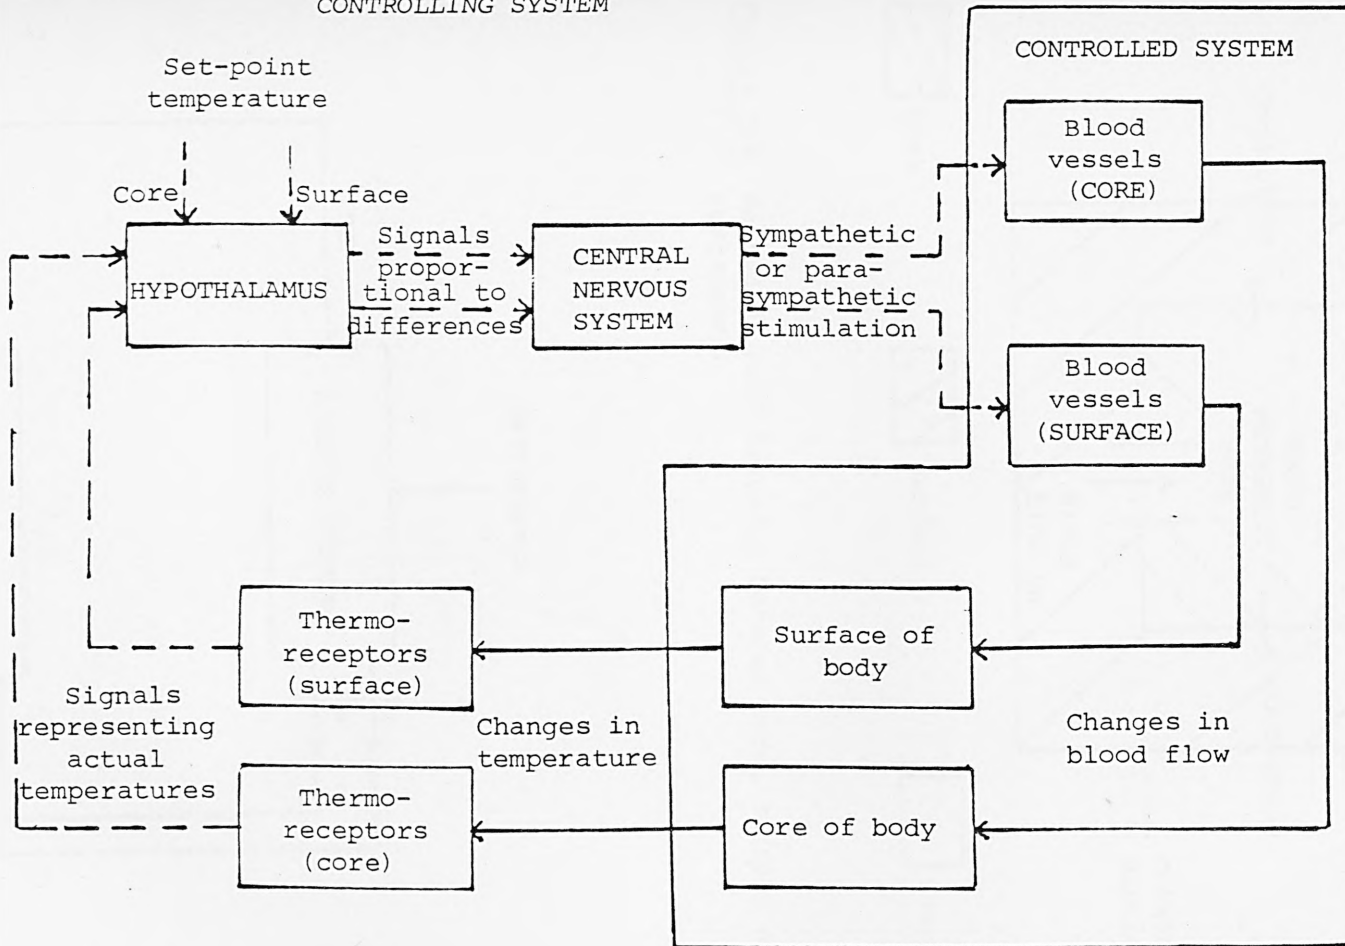 CONTROLLING SYSTEM
CONTROLLED SYSTEM
Set-point
temperature
Core
Surface
HYPOTHALAMUS
Signals
propor-
tional to
differences
CENTRAL
NERVOUS
SYSTEM
Sympathetic
or para-
sympathetic
stimulation
Blood
vessels
(CORE)
Blood
vessels
(SURFACE)
Thermo-
receptors
(surface)
Surface of
body
Signals
representing
actual
temperatures
Changes in
temperature
Changes in
blood flow
Thermo-
receptors
(core)
Core of body